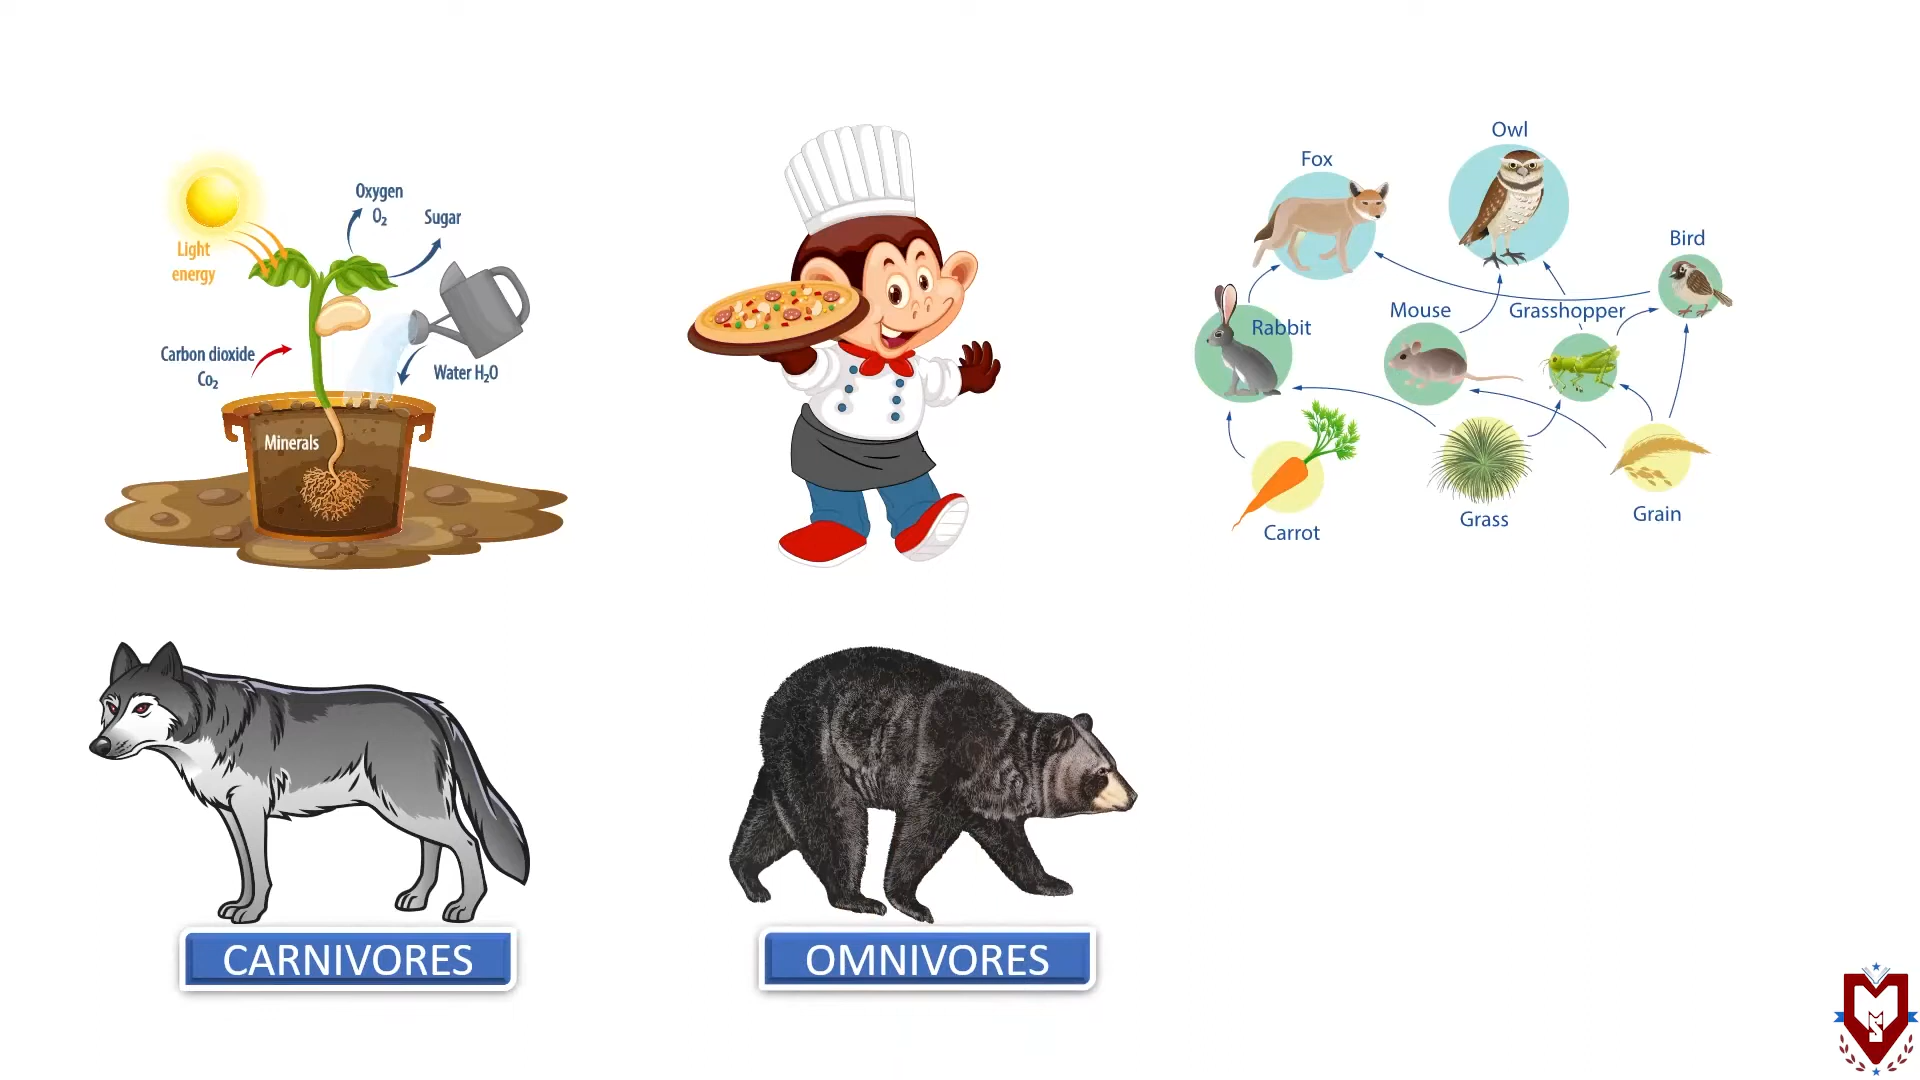 Light
energy
Oxygen
O₂
Sugar
Carbon dioxide
Co₂
Water H₂O
Minerals
Owl
Fox
Bird
Mouse
Grasshopper
Rabbit
Carrot
Grass
Grain
CARNIVORES
OMNIVORES